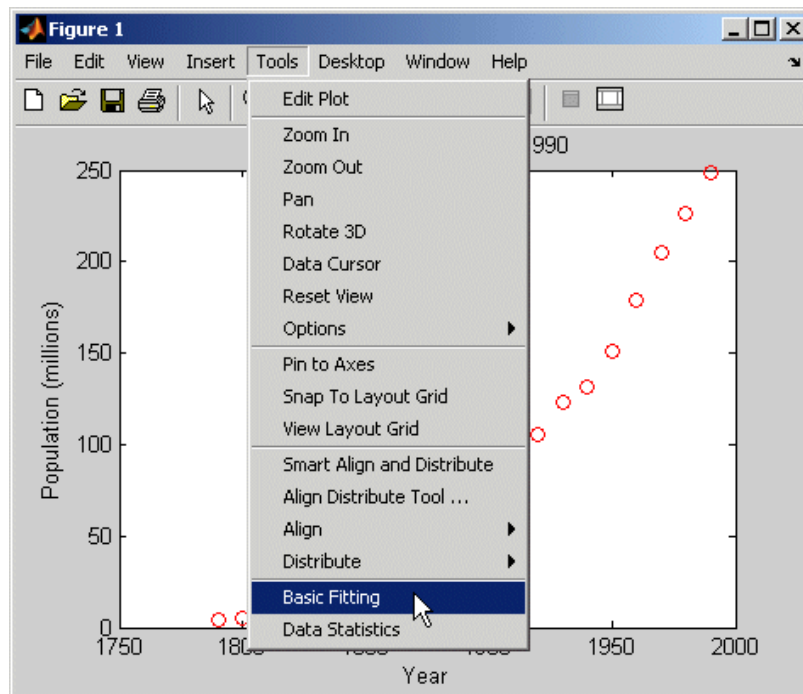 Figure 1
File Edit View Insert Tools Desktop Window Help
Edit Plot
Zoom In
Zoom Out
Pan
Rotate 3D
Data Cursor
Reset View
Options
Pin to Axes
Snap To Layout Grid
View Layout Grid
Smart Align and Distribute
Align Distribute Tool ...
Align
Distribute
Basic Fitting
Data Statistics
990
250
200
150
100
50
0
Population (millions)
1750
1950
2000
Year